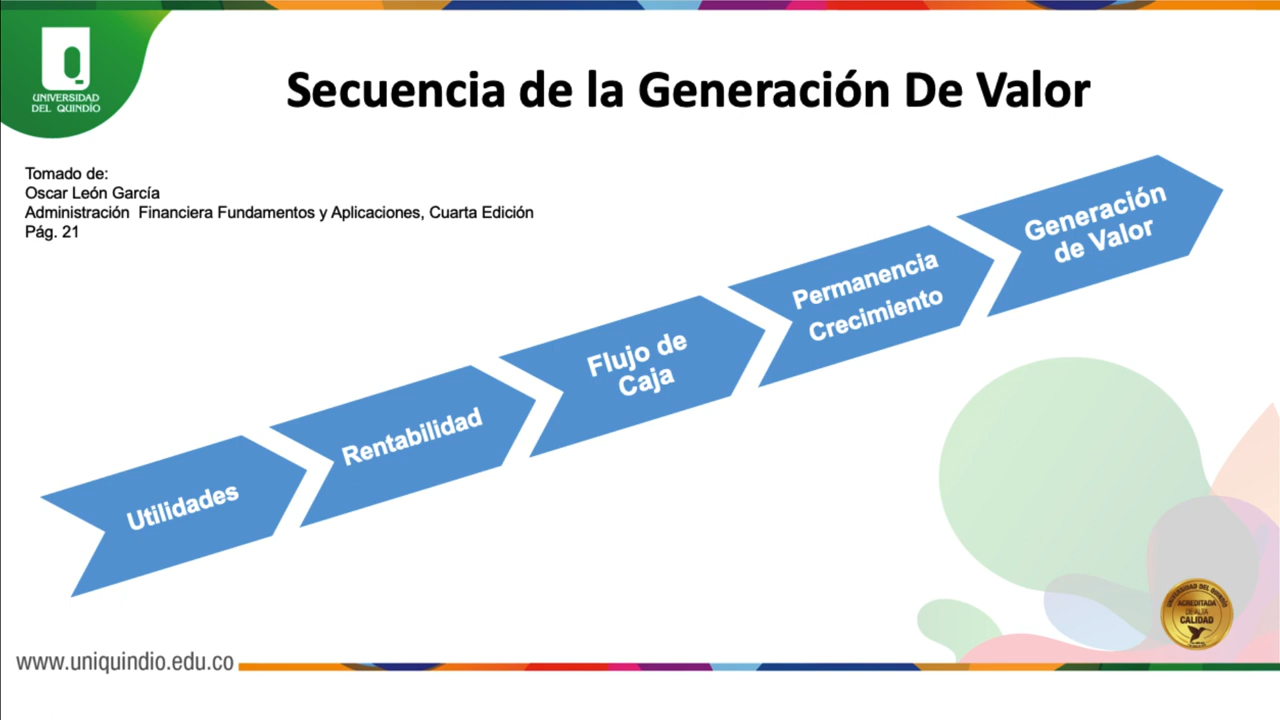 UNIVERSIDAD
DEL QUINDÍO
Secuencia de la Generación De Valor
Tomado de:
Oscar León García
Administración Financiera Fundamentos y Aplicaciones, Cuarta Edición
Pág. 21
Utilidades
Rentabilidad
Flujo de
Caja
Permanencia
Crecimiento
Generación
de Valor
UNIVERSIDAD DEL QUINDÍO
ACREDITADA
DE ALTA
CALIDAD
www.uniquindio.edu.co